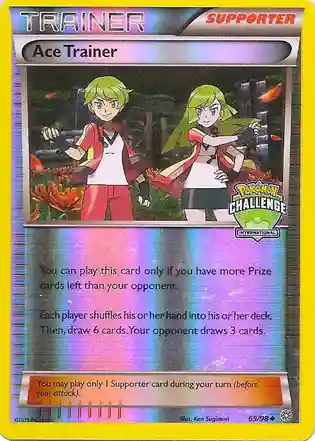 TRAINER
SUPPORTER
Ace Trainer
Pokémon
CHALLENGE
INTERNATIONAL
You can play this card only if you have more Prize
cards left than your opponent.
Each player shuffles his or her hand into his or her deck.
Then, draw 6 cards. Your opponent draws 3 cards.
You may play only 1 Supporter card during your turn (before
your attack).
©2015
Illus. Ken Sugimori
69/98